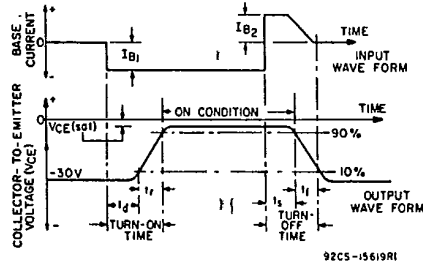 BASE
CURRENT
+
0
-
IB1
IB2
TIME
INPUT
WAVE FORM
COLLECTOR-TO-EMITTER
VOLTAGE (VCE)
+
0
VCE(sat)
-30V
-
ON CONDITION
TIME
90%
10%
tr
td
ts
tf
TURN-ON
TIME
TURN-
OFF
TIME
OUTPUT
WAVE FORM
92CS-15619R1